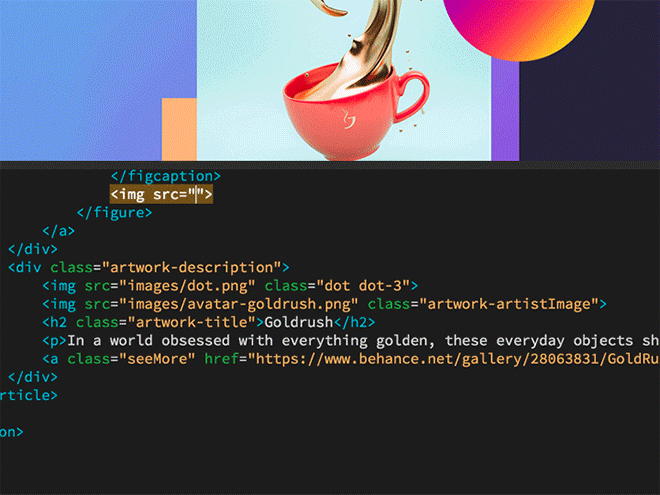 </figcaption>
<img src="">
</figure>
</a>
</div>
<div class="artwork-description">
<img src="images/dot.png" class="dot dot-3">
<img src="images/avatar-goldrush.png" class="artwork-artistImage">
<h2 class="artwork-title">Goldrush</h2>
<p>In a world obsessed with everything golden, these everyday objects sh
<a class="seeMore" href="https://www.behance.net/gallery/28063831/GoldRu
</div>
rticle>
on>